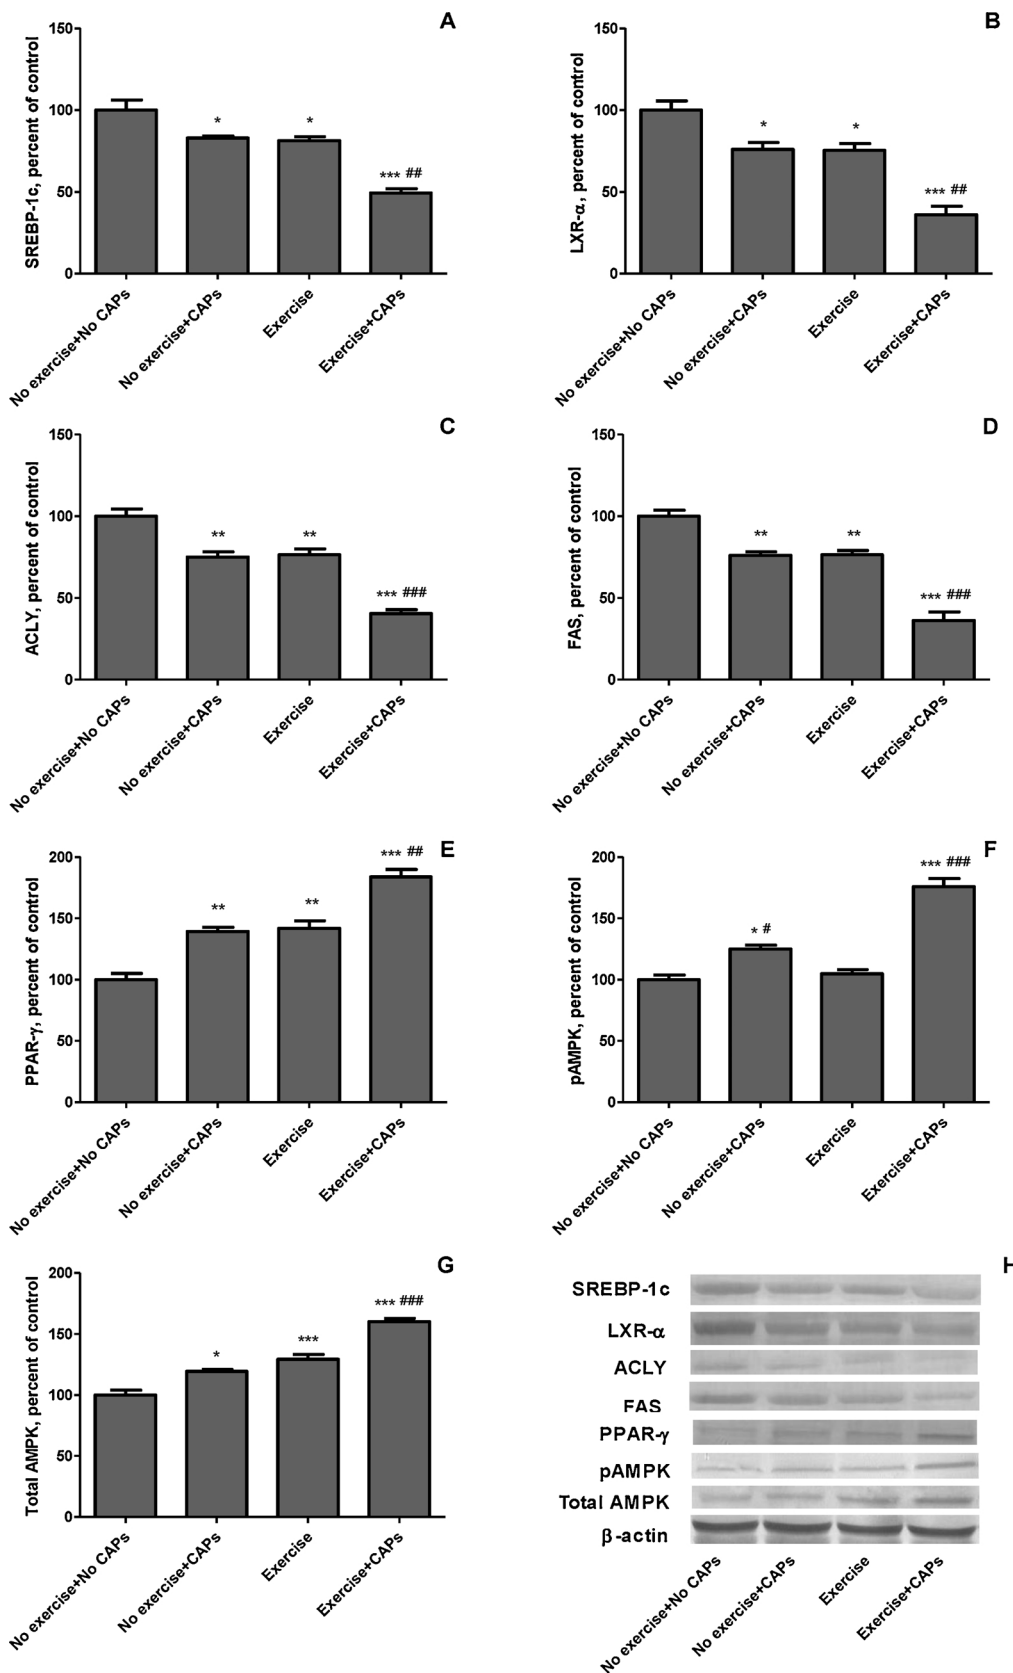 A
SREBP-1c, percent of control
150
100
50
0
*
*
*** ##
No exercise+No CAPs
No exercise+CAPs
Exercise
Exercise+CAPs
B
LXR-α, percent of control
150
100
50
0
*
*
*** ##
No exercise+No CAPs
No exercise+CAPs
Exercise
Exercise+CAPs
C
ACLY, percent of control
150
100
50
0
**
**
*** ###
No exercise+No CAPs
No exercise+CAPs
Exercise
Exercise+CAPs
D
FAS, percent of control
150
100
50
0
**
**
*** ###
No exercise+No CAPs
No exercise+CAPs
Exercise
Exercise+CAPs
E
PPAR-γ, percent of control
200
150
100
50
0
**
**
*** ##
No exercise+No CAPs
No exercise+CAPs
Exercise
Exercise+CAPs
F
pAMPK, percent of control
200
150
100
50
0
* #
*** ###
No exercise+No CAPs
No exercise+CAPs
Exercise
Exercise+CAPs
G
Total AMPK, percent of control
200
150
100
50
0
*
***
*** ###
No exercise+No CAPs
No exercise+CAPs
Exercise
Exercise+CAPs
H
SREBP-1c
LXR-α
ACLY
FAS
PPAR-γ
pAMPK
Total AMPK
β-actin
No exercise+No CAPs
No exercise+CAPs
Exercise
Exercise+CAPs